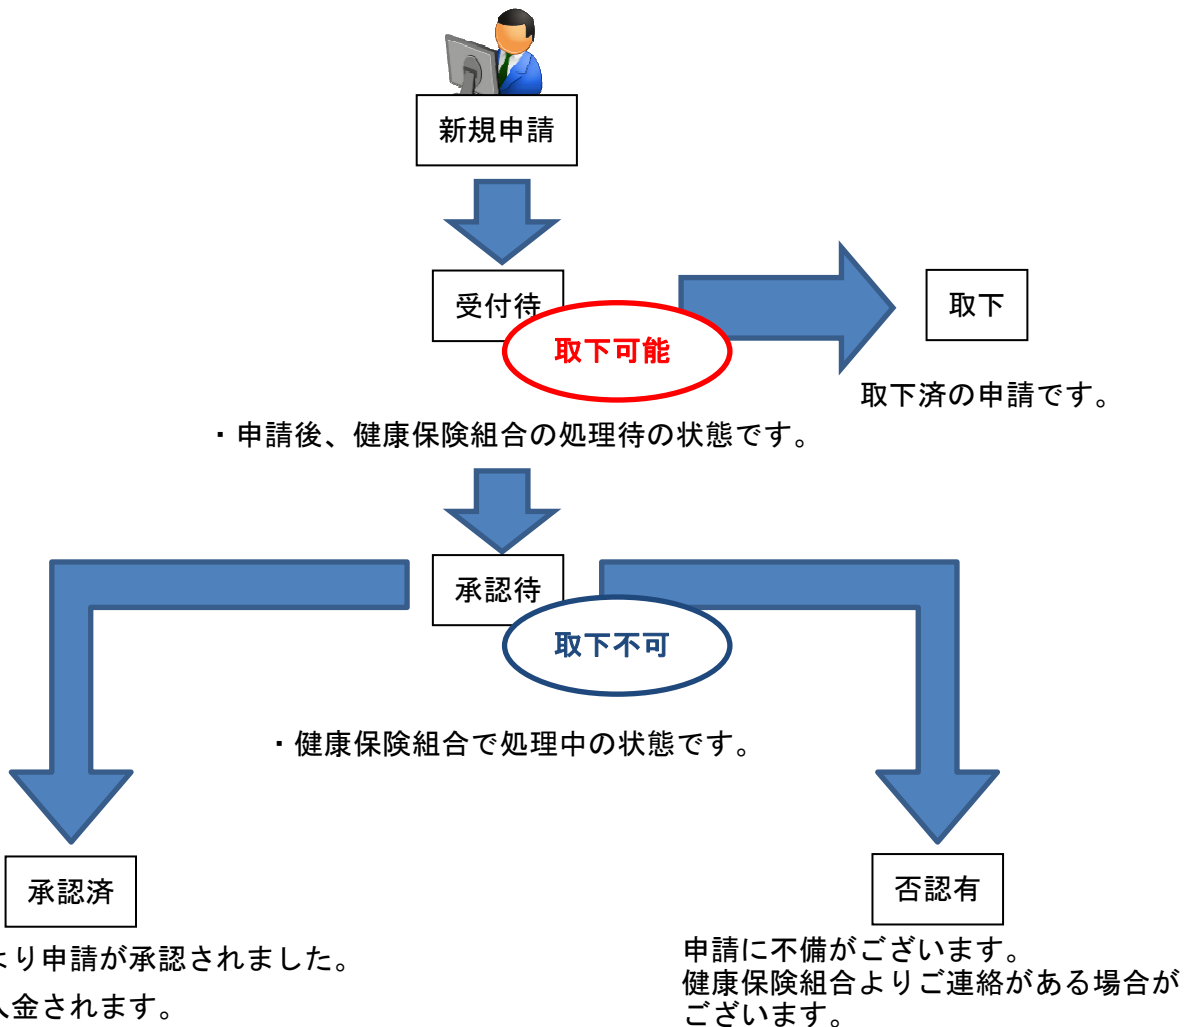 新規申請
受付待
取下可能
取下
取下済の申請です。
・申請後、健康保険組合の処理待の状態です。
承認待
取下不可
・健康保険組合で処理中の状態です。
承認済
より申請が承認されました。
入金されます。
否認有
申請に不備がございます。
健康保険組合よりご連絡がある場合が
ございます。